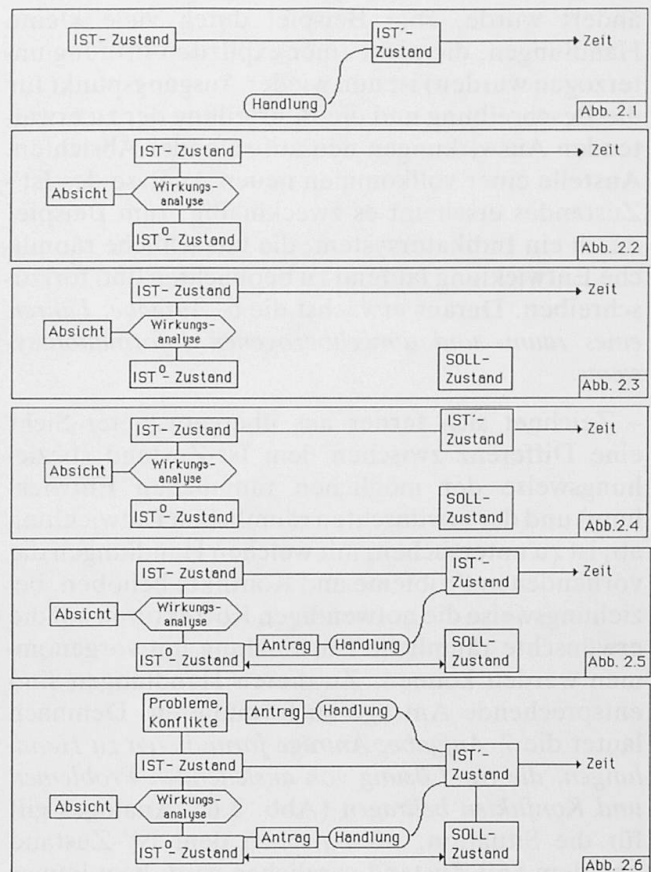 IST- Zustand
IST´-
Zustand
Zeit
Handlung
Abb. 2.1
IST- Zustand
Zeit
Absicht
Wirkungs-
analyse
IST⁰- Zustand
Abb. 2.2
IST- Zustand
Zeit
Absicht
Wirkungs-
analyse
IST⁰- Zustand
SOLL-
Zustand
Abb. 2.3
IST- Zustand
IST´-
Zustand
Zeit
Absicht
Wirkungs-
analyse
IST⁰- Zustand
SOLL-
Zustand
Abb.2.4
IST- Zustand
IST´-
Zustand
Zeit
Absicht
Wirkungs-
analyse
Antrag
Handlung
IST- Zustand
SOLL-
Zustand
Abb. 2.5
Probleme,
Konflikte
Antrag
Handlung
IST- Zustand
IST´-
Zustand
Zeit
Absicht
Wirkungs-
analyse
Antrag
Handlung
IST- Zustand
SOLL-
Zustand
Abb. 2.6